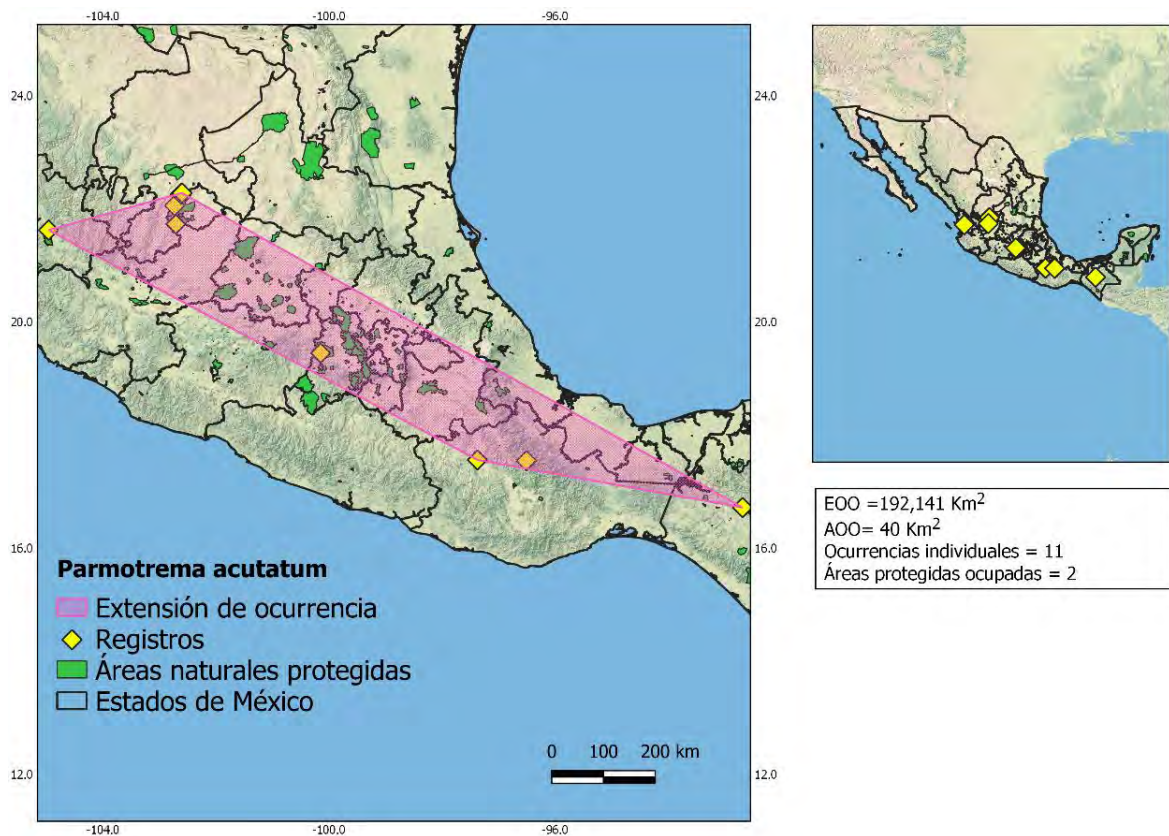 -104.0 -100.0 -96.0
24.0 24.0
20.0 20.0
16.0 16.0
12.0 12.0
Parmotrema acutatum
Extensión de ocurrencia
Registros
Áreas naturales protegidas
Estados de México
0 100 200 km
-104.0 -100.0 -96.0
EOO =192,141 Km²
AOO= 40 Km²
Ocurrencias individuales = 11
Áreas protegidas ocupadas = 2